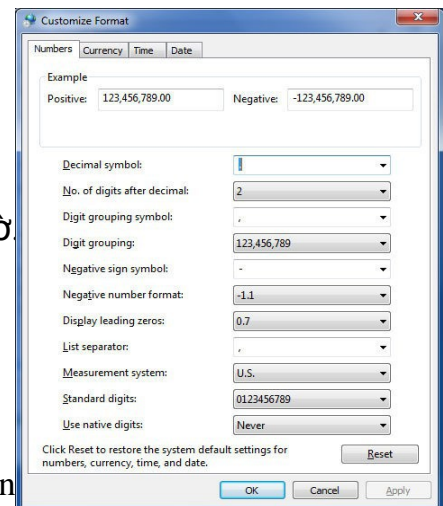 Customize Format
Numbers Currency Time Date
Example
Positive: 123,456,789.00 Negative: -123,456,789.00
Decimal symbol: .
No. of digits after decimal: 2
Digit grouping symbol: ,
ờ.
Digit grouping: 123,456,789
Negative sign symbol: -
Negative number format: -1.1
Display leading zeros: 0.7
List separator: ,
Measurement system: U.S.
Standard digits: 0123456789
Use native digits: Never
Click Reset to restore the system default settings for
numbers, currency, time, and date. Reset
n
OK Cancel Apply